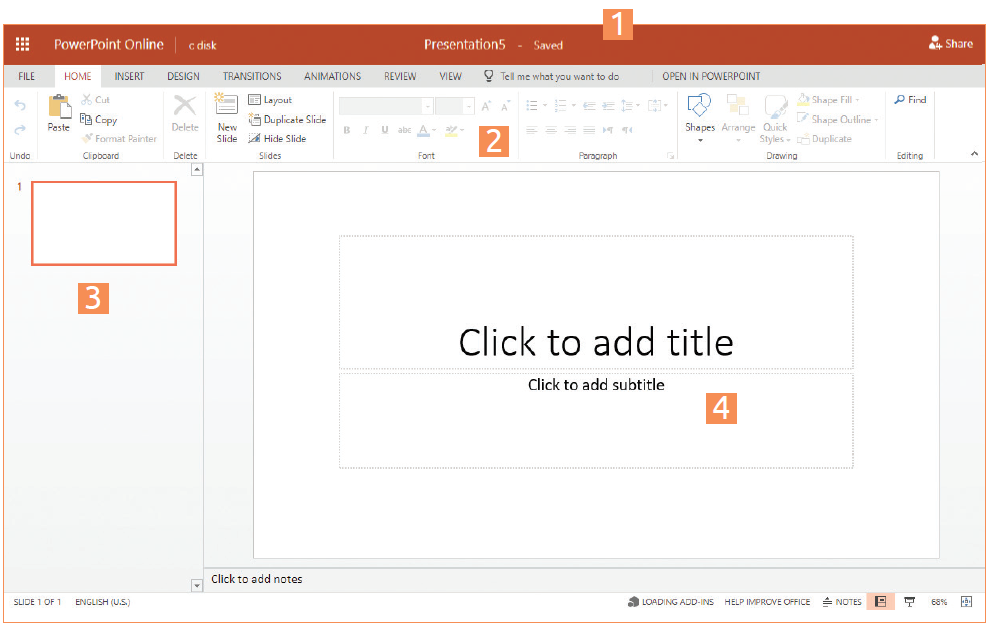 1
PowerPoint Online c disk Presentation5 - Saved Share
FILE HOME INSERT DESIGN TRANSITIONS ANIMATIONS REVIEW VIEW Tell me what you want to do OPEN IN POWERPOINT
Cut Layout Shape Fill Find
Copy Duplicate Slide Shape Outline
Paste Delete New Slide Shapes Arrange Quick Styles
Format Painter Hide Slide B I U abc A Duplicate
2
Undo Clipboard Delete Slides Font Paragraph Drawing Editing
1
3
Click to add title
Click to add subtitle
4
Click to add notes
SLIDE 1 OF 1 ENGLISH (U.S.) LOADING ADD-INS HELP IMPROVE OFFICE NOTES 68%